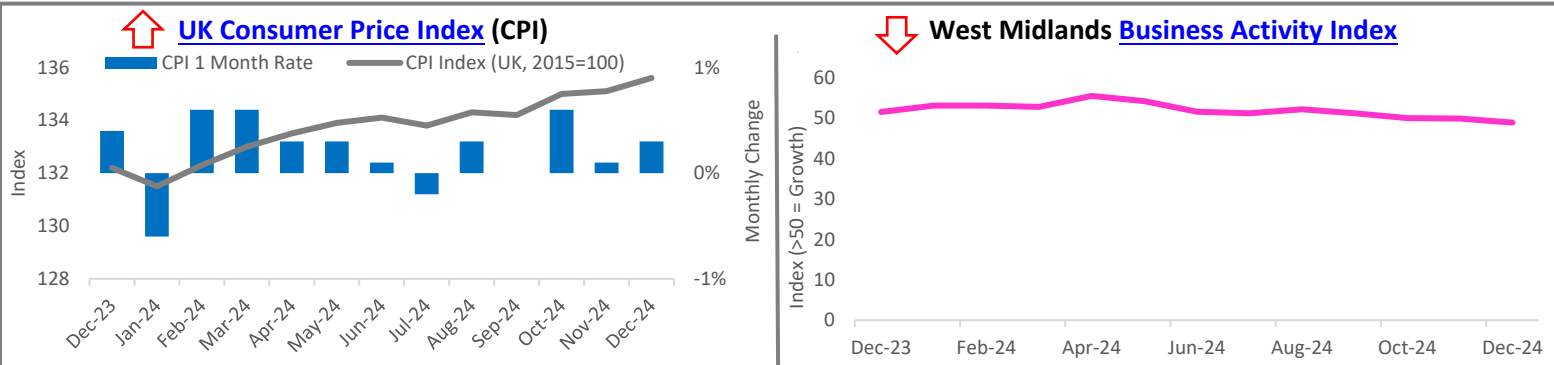 UK Consumer Price Index (CPI)
CPI 1 Month Rate
CPI Index (UK, 2015=100)
136
134
132
130
128
Index
1%
0%
-1%
Monthly Change
Dec-23
Jan-24
Feb-24
Mar-24
Apr-24
May-24
Jun-24
Jul-24
Aug-24
Sep-24
Oct-24
Nov-24
Dec-24
West Midlands Business Activity Index
60
50
40
30
20
10
0
Index (>50 = Growth)
Dec-23
Feb-24
Apr-24
Jun-24
Aug-24
Oct-24
Dec-24